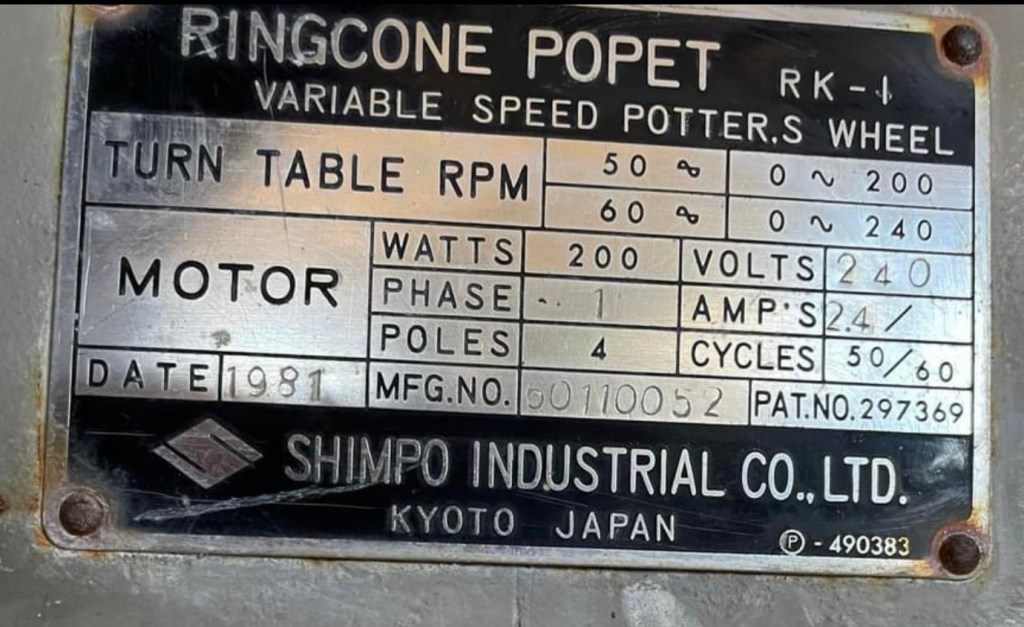 RINGCONE POPET RK-1
VARIABLE SPEED POTTER.S WHEEL
TURN TABLE RPM 50 ∿ 0 ~ 200
60 ∿ 0 ~ 240
MOTOR WATTS 200 VOLTS 240
PHASE 1 AMP'S 2.4 /
POLES 4 CYCLES 50/60
DATE 1981 MFG.NO. PAT.NO. 297369
SHIMPO INDUSTRIAL CO., LTD.
KYOTO JAPAN
Ⓟ - 490383